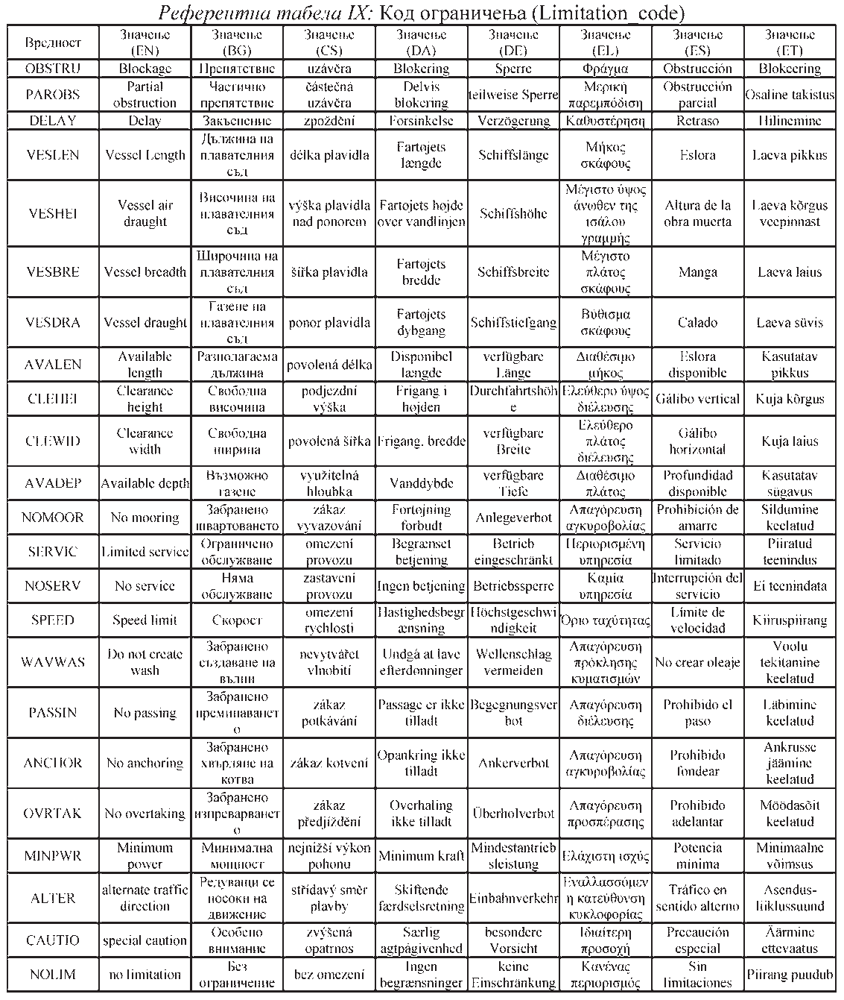 Референтна табела IX: Код ограничења (Limitation_code)
Вредност | Значење (EN) | Значење (BG) | Значење (CS) | Значење (DA) | Значење (DE) | Значење (EL) | Значење (ES) | Значење (ET)
OBSTRU | Blockage | Препятствие | uzávěra | Blokering | Sperre | Φράγμα | Obstrucción | Blokeering
PAROBS | Partial obstruction | Частично препятствие | částečná uzávěra | Delvis blokering | teilweise Sperre | Μερική παρεμπόδιση | Obstrucción parcial | Osaline takistus
DELAY | Delay | Закъснение | zpoždění | Forsinkelse | Verzögerung | Καθυστέρηση | Retraso | Hilinemine
VESLEN | Vessel Length | Дължина на плавателния съд | délka plavidla | Fartøjets længde | Schiffslänge | Μήκος σκάφους | Eslora | Laeva pikkus
VESHEI | Vessel air draught | Височина на плавателния съд | výška plavidla nad ponorem | Fartøjets højde over vandlinjen | Schiffshöhe | Μέγιστο ύψος άνωθεν της ισάλου γραμμής | Altura de la obra muerta | Laeva kõrgus veepinnast
VESBRE | Vessel breadth | Широчина на плавателния съд | šířka plavidla | Fartøjets bredde | Schiffsbreite | Μέγιστο πλάτος σκάφους | Manga | Laeva laius
VESDRA | Vessel draught | Газене на плавателния съд | ponor plavidla | Fartøjets dybgang | Schiffstiefgang | Βύθισμα σκάφους | Calado | Laeva süvis
AVALEN | Available length | Разполагаема дължина | povolená délka | Disponibel længde | verfügbare Länge | Διαθέσιμο μήκος | Eslora disponible | Kasutatav pikkus
CLEHEI | Clearance height | Свободна височина | podjezdní výška | Frigang i højden | Durchfahrtshöh e | Ελεύθερο ύψος διέλευσης | Gálibo vertical | Kuja kõrgus
CLEWID | Clearance width | Свободна ширина | povolená šířka | Frigang, bredde | verfügbare Breite | Ελεύθερο πλάτος διέλευσης | Gálibo horizontal | Kuja laius
AVADEP | Available depth | Възможно газене | využitelná hloubka | Vanddybde | verfügbare Tiefe | Διαθέσιμο πλάτος | Profundidad disponible | Kasutatav sügavus
NOMOOR | No mooring | Забранено швартоването | zákaz vyvazování | Fortøjning forbudt | Anlegeverbot | Απαγόρευση αγκυροβολίας | Prohibición de amarre | Sildumine keelatud
SERVIC | Limited service | Ограничено обслужване | omezení provozu | Begrænset betjening | Betrieb eingeschränkt | Περιορισμένη υπηρεσία | Servicio limitado | Piiratud teenindus
NOSERV | No service | Няма обслужване | zastavení provozu | Ingen betjening | Betriebssperre | Καμία υπηρεσία | Interrupción del servicio | Ei teenindata
SPEED | Speed limit | Скорост | omezení rychlosti | Hastighedsbegr ænsning | Höchstgeschwi ndigkeit | Όριο ταχύτητας | Límite de velocidad | Kiiruspiirang
WAVWAS | Do not create wash | Забранено създаване на вълни | nevytvářet vlnobití | Undgå at lave efterdønninger | Wellenschlag vermeiden | Απαγόρευση πρόκλησης κυματισμών | No crear oleaje | Voolu tekitamine keelatud
PASSIN | No passing | Забранено преминаванет о | zákaz potkávání | Passage er ikke tilladt | Begegnungsver bot | Απαγόρευση διέλευσης | Prohibido el paso | Läbimine keelatud
ANCHOR | No anchoring | Забранено хвърляне на котва | zákaz kotvení | Opankring ikke tilladt | Ankerverbot | Απαγόρευση αγκυροβολίας | Prohibido fondear | Ankrusse jäämine keelatud
OVRTAK | No overtaking | Забранено изпреварванет о | zákaz předjíždění | Overhaling ikke tilladt | Überholverbot | Απαγόρευση προσπέρασης | Prohibido adelantar | Möödasõit keelatud
MINPWR | Minimum power | Минимална мощност | nejnižší výkon pohonu | Minimum kraft | Mindestantrieb sleistung | Ελάχιστη ισχύς | Potencia mínima | Minimaalne võimsus
ALTER | alternate traffic direction | Редуващи се посоки на движение | střídavý směr plavby | Skiftende færdselsretning | Einbahnverkehr | Εναλλασσόμεν η κατεύθυνση κυκλοφορίας | Tráfico en sentido alterno | Asendus- liiklussuund
CAUTIO | special caution | Особено внимание | zvýšená opatrnos | Særlig agtpågivenhed | besondere Vorsicht | Ιδιαίτερη προσοχή | Precaución especial | Äärmine ettevaatus
NOLIM | no limitation | Без ограничение | bez omezení | Ingen begrænsninger | keine Einschränkung | Κανένας περιορισμός | Sin limitaciones | Piirang puudub